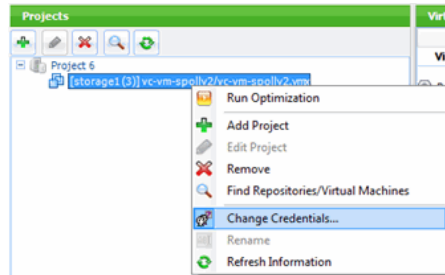 Projects
Vir
Vi
Project 6
[storage1(3)] vc-vm-spolly2/vc-vm-spolly2.vmx
Run Optimization
Add Project
Edit Project
Remove
Find Repositories/Virtual Machines
Change Credentials...
Rename
Refresh Information